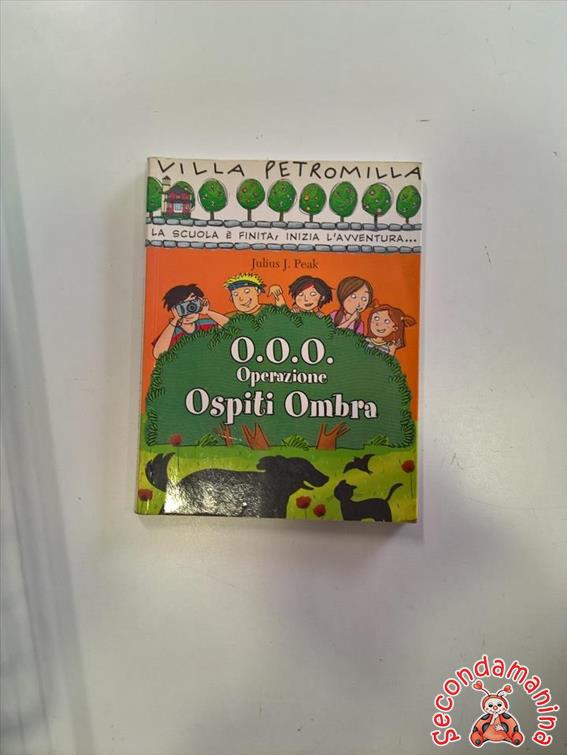 VILLA PETROMILLA
LA SCUOLA È FINITA, INIZIA L'AVVENTURA...
Julius J. Peak
O.O.O.
Operazione
Ospiti Ombra
Secondamanina